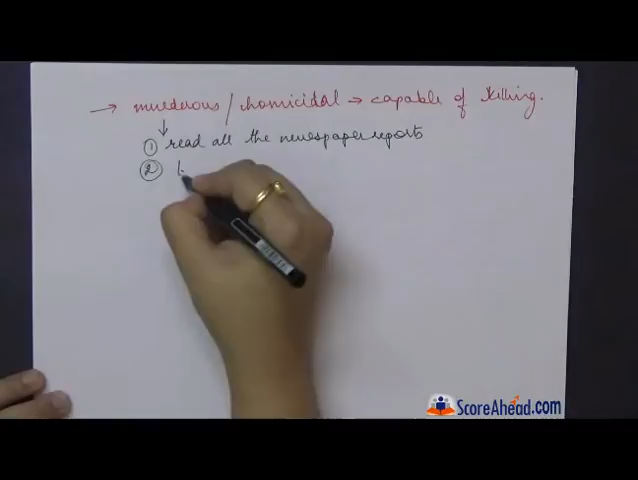 → murderous / homicidal → capable of killing.
↓
① read all the newspaper reports
②
ScoreAhead.com